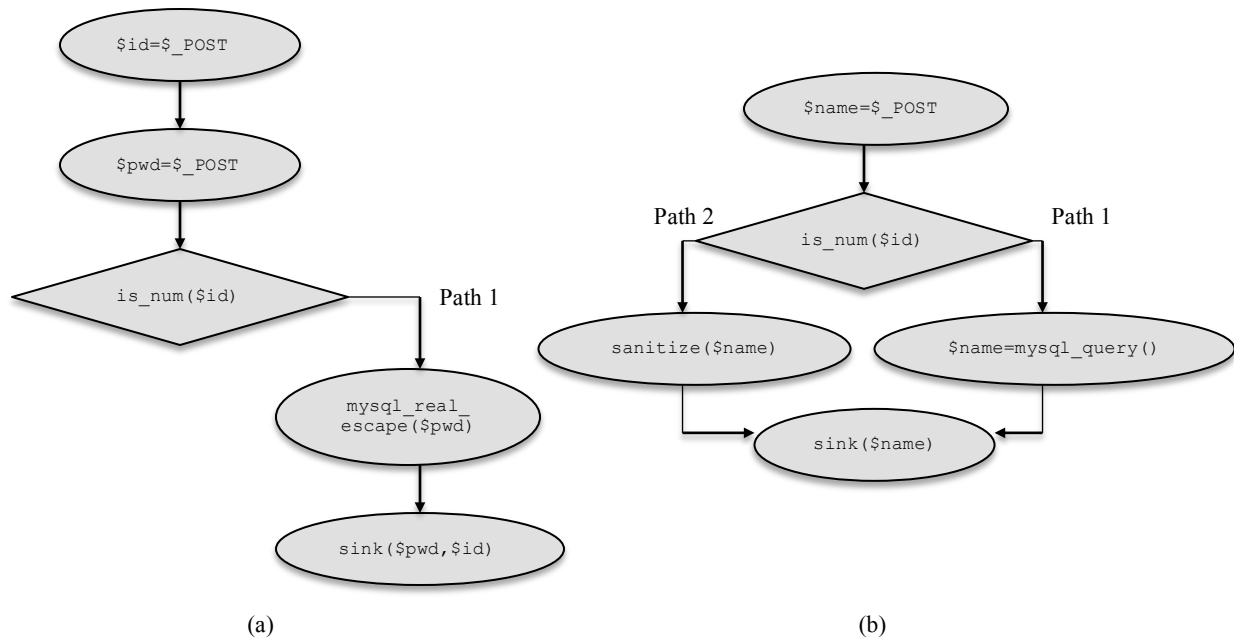 $id=$_POST
$pwd=$_POST
is_num($id)
Path 1
mysql_real_
escape($pwd)
sink($pwd,$id)
(a)
$name=$_POST
Path 2
is_num($id)
Path 1
sanitize($name)
$name=mysql_query()
sink($name)
(b)